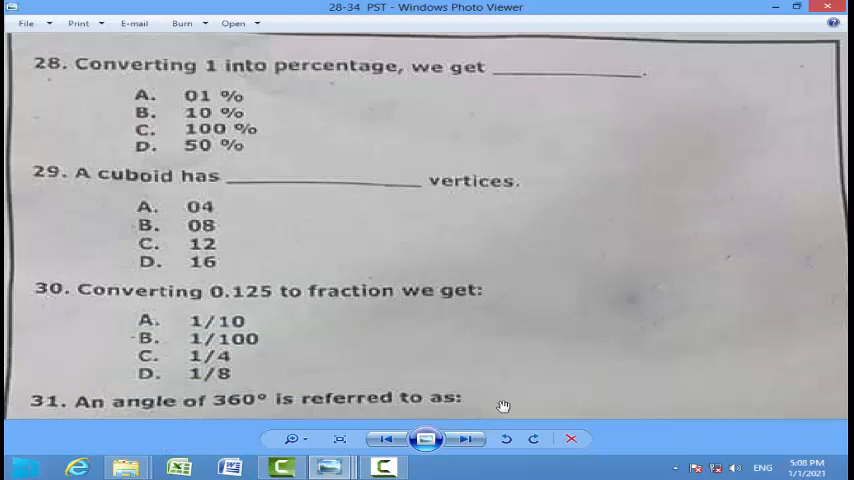 28-34 PST - Windows Photo Viewer
File Print E-mail Burn Open
28. Converting 1 into percentage, we get ____________.
A. 01 %
B. 10 %
C. 100 %
D. 50 %
29. A cuboid has ________________ vertices.
A. 04
B. 08
C. 12
D. 16
30. Converting 0.125 to fraction we get:
A. 1/10
B. 1/100
C. 1/4
D. 1/8
31. An angle of 360° is referred to as:
ENG 5:08 PM
1/1/2021